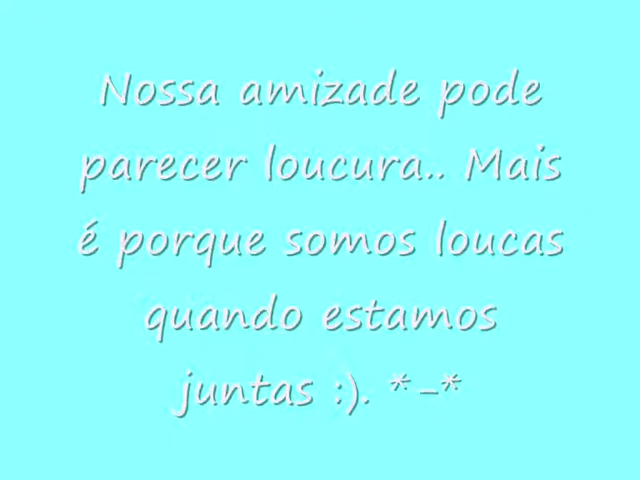 Nossa amizade pode
parecer loucura.. Mais
é porque somos loucas
quando estamos
juntas :). *-*